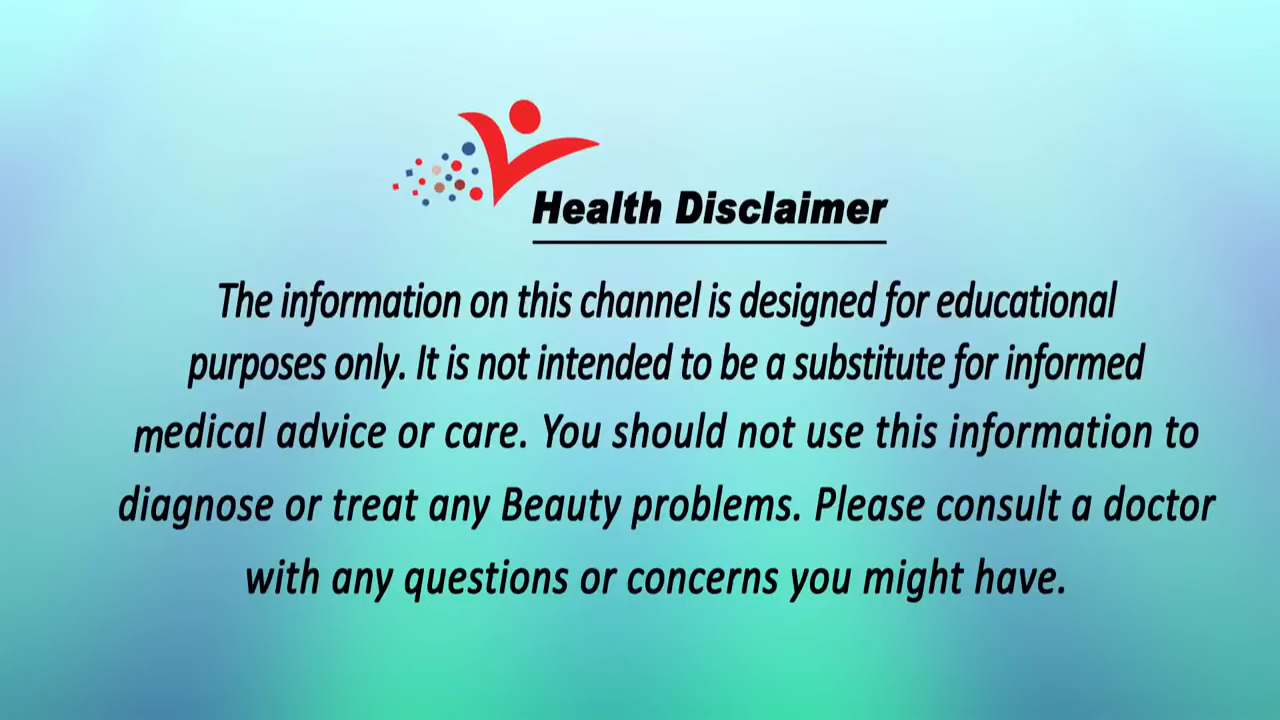 Health Disclaimer
The information on this channel is designed for educational
purposes only. It is not intended to be a substitute for informed
medical advice or care. You should not use this information to
diagnose or treat any Beauty problems. Please consult a doctor
with any questions or concerns you might have.